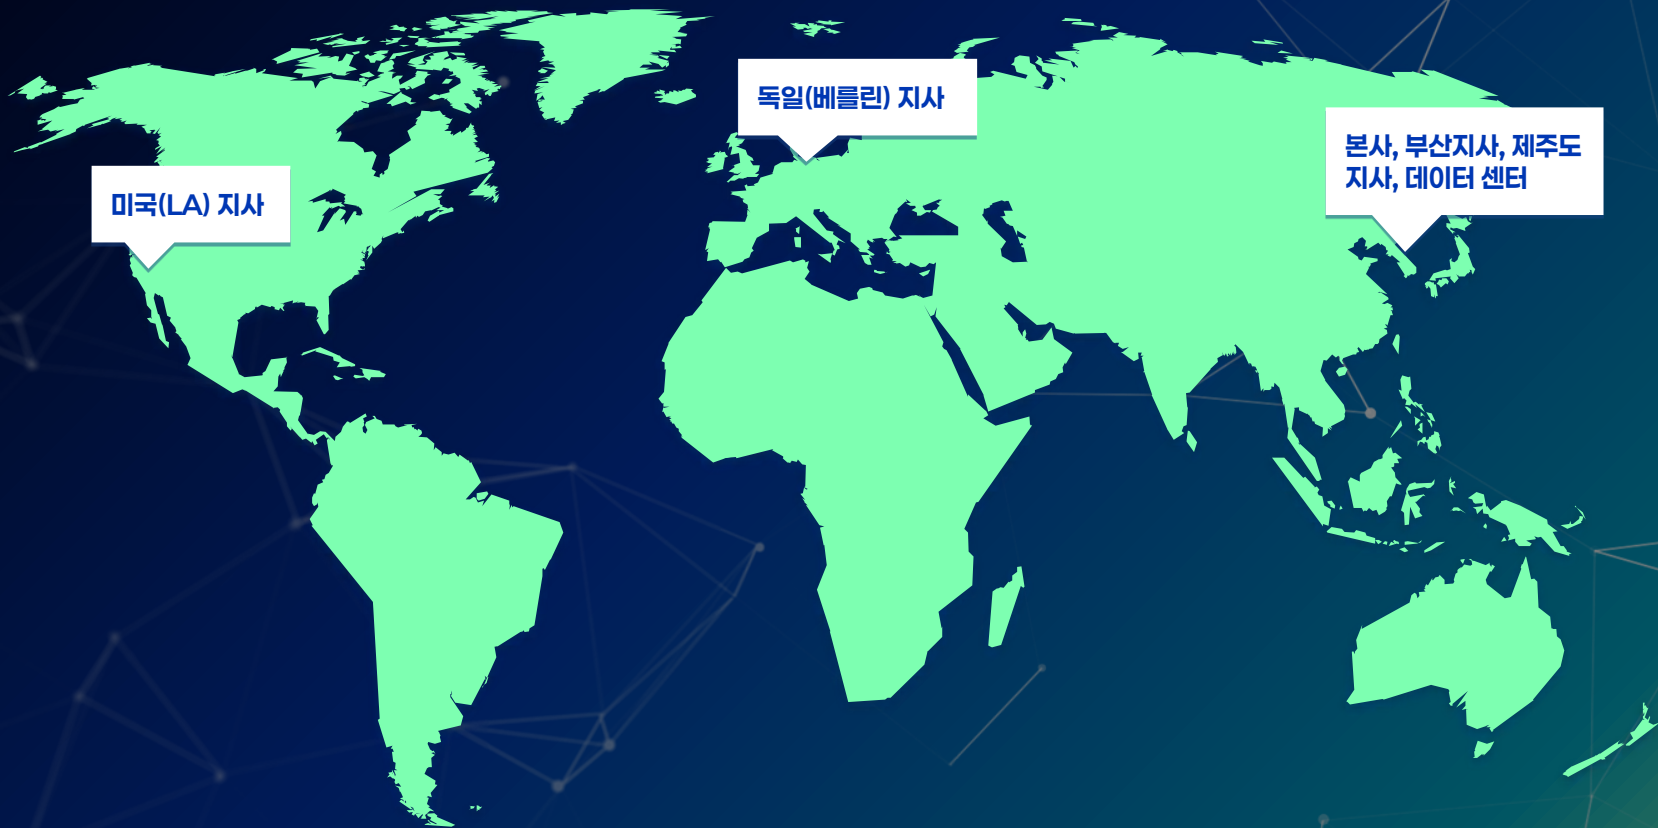 독일(베를린) 지사
본사, 부산지사, 제주도
지사, 데이터 센터
미국(LA) 지사